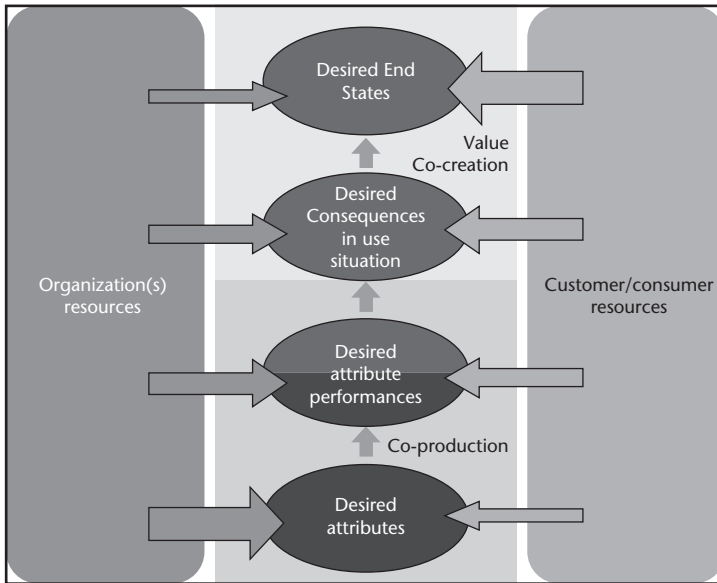 Desired End
States
Value
Co-creation
Desired
Consequences
in use
situation
Organization(s)
resources
Customer/consumer
resources
Desired
attribute
performances
Co-production
Desired
attributes